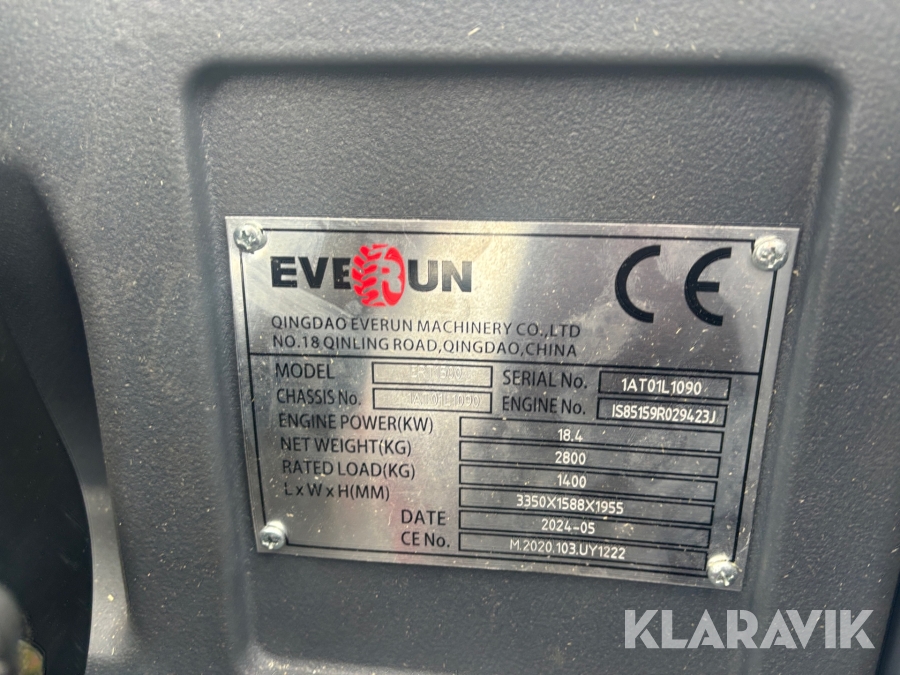 KLARAVIK
EVERUN
CE
QINGDAO EVERUN MACHINERY CO.,LTD
NO.18 QINLING ROAD,QINGDAO,CHINA
MODEL SERIAL No. 1AT01L1090
CHASSIS No. 1AT01L1090 ENGINE No. IS85159R029423J
ENGINE POWER(KW) 18.4
NET WEIGHT(KG) 2800
RATED LOAD(KG) 1400
L x W x H(MM) 3350X1588X1955
DATE 2024-05
CE No. M.2020.103.UY1222
KLARAVIK